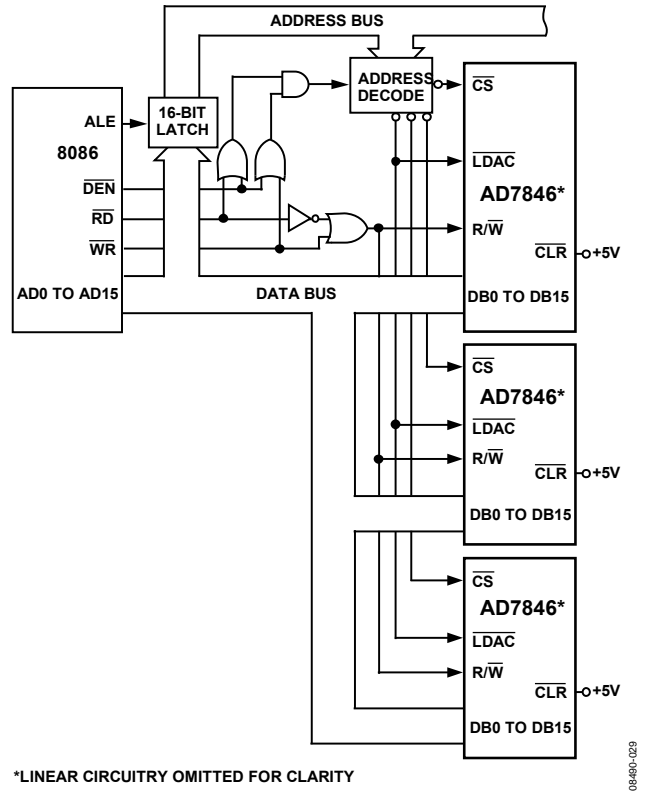 ADDRESS BUS
ALE
16-BIT
LATCH
ADDRESS
DECODE
8086
DEN
RD
WR
AD0 TO AD15
DATA BUS
CS
LDAC
AD7846*
R/W
CLR
+5V
DB0 TO DB15
CS
AD7846*
LDAC
R/W
CLR
+5V
DB0 TO DB15
CS
AD7846*
LDAC
R/W
CLR
+5V
DB0 TO DB15
*LINEAR CIRCUITRY OMITTED FOR CLARITY
08490-029